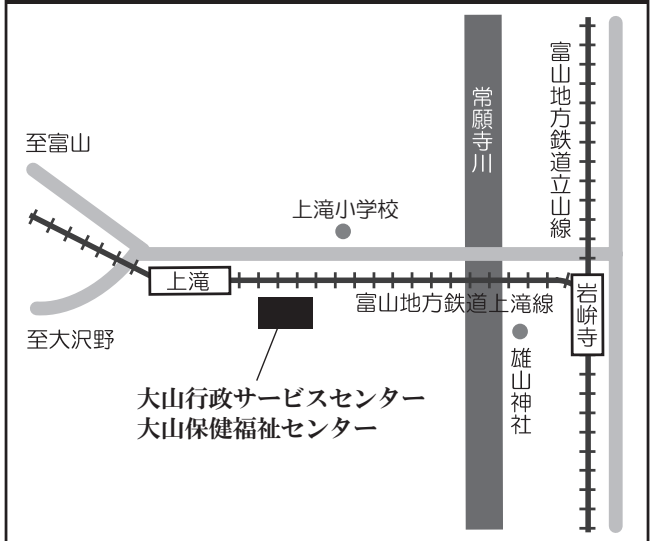 富山地方鉄道立山線
常願寺川
至富山
上滝小学校
上滝
岩峅寺
富山地方鉄道上滝線
至大沢野
雄山神社
大山行政サービスセンター
大山保健福祉センター